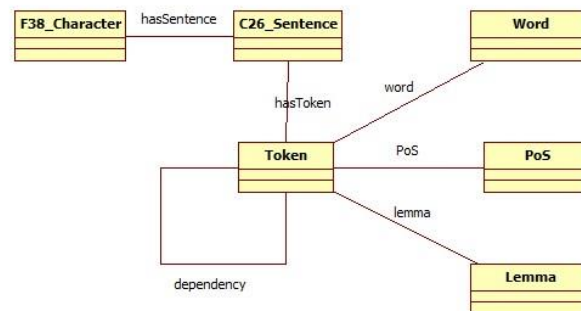 hasSentence
F38_Character
C26_Sentence
Word
hasToken
word
Token
PoS
PoS
lemma
dependency
Lemma